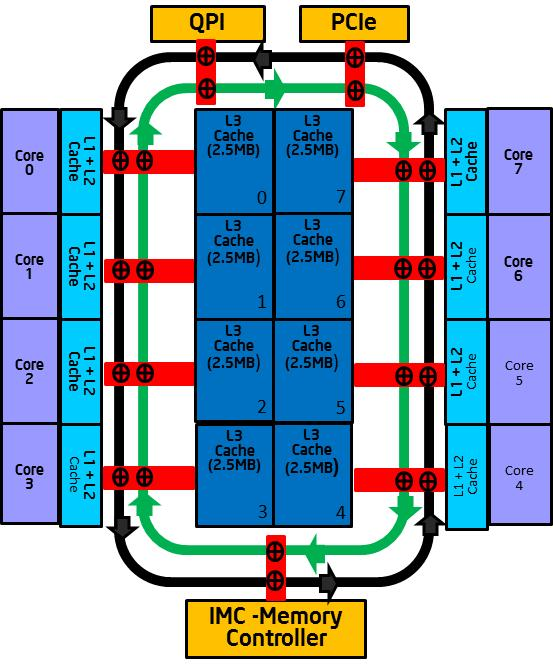 QPI
PCIe
Core
0
L1 + L2
Cache
L3
Cache
(2.5MB)
0
L3
Cache
(2.5MB)
7
L1 + L2
Cache
Core
7
Core
1
L1 + L2
Cache
L3
Cache
(2.5MB)
1
L3
Cache
(2.5MB)
6
L1 + L2
Cache
Core
6
Core
2
L1 + L2
Cache
L3
Cache
(2.5MB)
2
L3
Cache
(2.5MB)
5
L1 + L2
Cache
Core
5
Core
3
L1 + L2
Cache
L3
Cache
(2.5MB)
3
L3
Cache
(2.5MB)
4
L1 + L2
Cache
Core
4
IMC -Memory
Controller